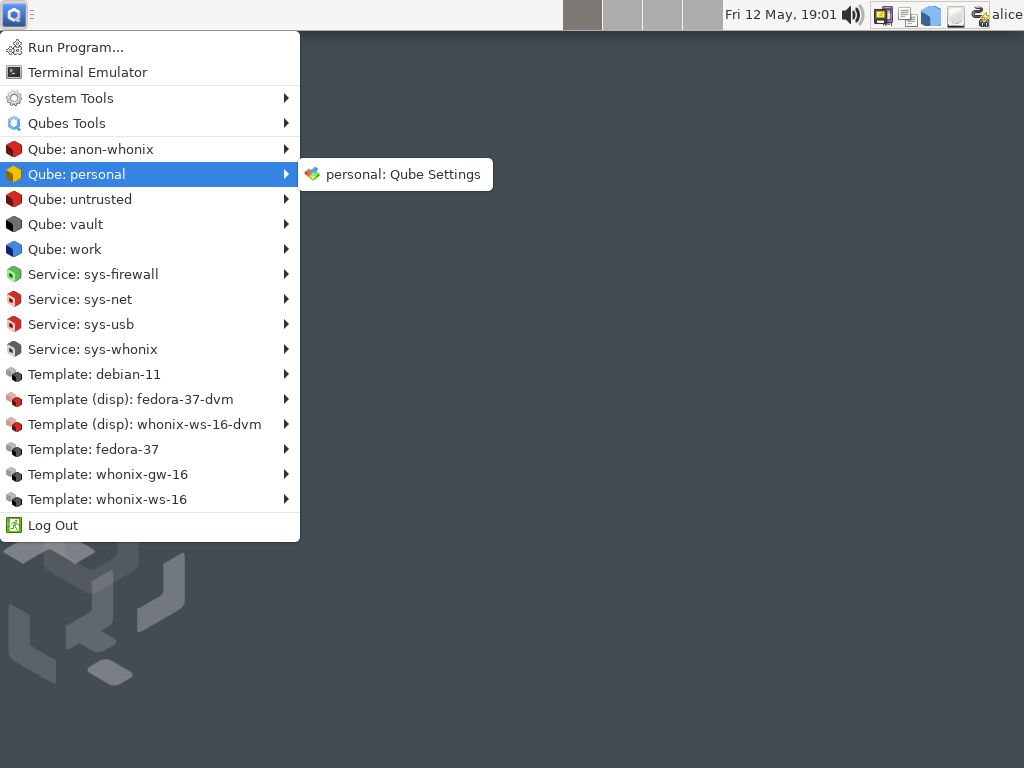 Fri 12 May, 19:01
alice
Run Program...
Terminal Emulator
System Tools
Qubes Tools
Qube: anon-whonix
Qube: personal
personal: Qube Settings
Qube: untrusted
Qube: vault
Qube: work
Service: sys-firewall
Service: sys-net
Service: sys-usb
Service: sys-whonix
Template: debian-11
Template (disp): fedora-37-dvm
Template (disp): whonix-ws-16-dvm
Template: fedora-37
Template: whonix-gw-16
Template: whonix-ws-16
Log Out